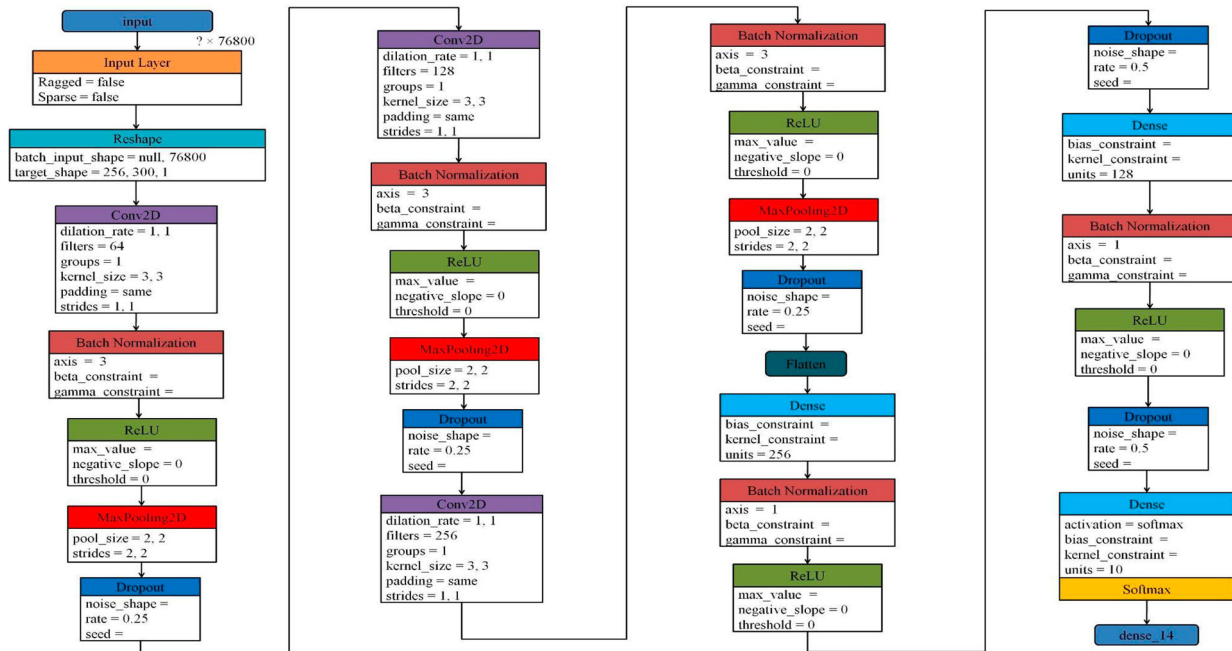 input
? × 76800
Input Layer
Ragged = false
Sparse = false
Reshape
batch_input_shape = null, 76800
target_shape = 256, 300, 1
Conv2D
dilation_rate = 1, 1
filters = 64
groups = 1
kernel_size = 3, 3
padding = same
strides = 1, 1
Batch Normalization
axis = 3
beta_constraint =
gamma_constraint =
ReLU
max_value =
negative_slope = 0
threshold = 0
MaxPooling2D
pool_size = 2, 2
strides = 2, 2
Dropout
noise_shape =
rate = 0.25
seed =
Conv2D
dilation_rate = 1, 1
filters = 128
groups = 1
kernel_size = 3, 3
padding = same
strides = 1, 1
Batch Normalization
axis = 3
beta_constraint =
gamma_constraint =
ReLU
max_value =
negative_slope = 0
threshold = 0
MaxPooling2D
pool_size = 2, 2
strides = 2, 2
Dropout
noise_shape =
rate = 0.25
seed =
Conv2D
dilation_rate = 1, 1
filters = 256
groups = 1
kernel_size = 3, 3
padding = same
strides = 1, 1
Batch Normalization
axis = 3
beta_constraint =
gamma_constraint =
ReLU
max_value =
negative_slope = 0
threshold = 0
MaxPooling2D
pool_size = 2, 2
strides = 2, 2
Dropout
noise_shape =
rate = 0.25
seed =
Flatten
Dense
bias_constraint =
kernel_constraint =
units = 256
Batch Normalization
axis = 1
beta_constraint =
gamma_constraint =
ReLU
max_value =
negative_slope = 0
threshold = 0
Dropout
noise_shape =
rate = 0.5
seed =
Dense
bias_constraint =
kernel_constraint =
units = 128
Batch Normalization
axis = 1
beta_constraint =
gamma_constraint =
ReLU
max_value =
negative_slope = 0
threshold = 0
Dropout
noise_shape =
rate = 0.5
seed =
Dense
activation = softmax
bias_constraint =
kernel_constraint =
units = 10
Softmax
dense_14